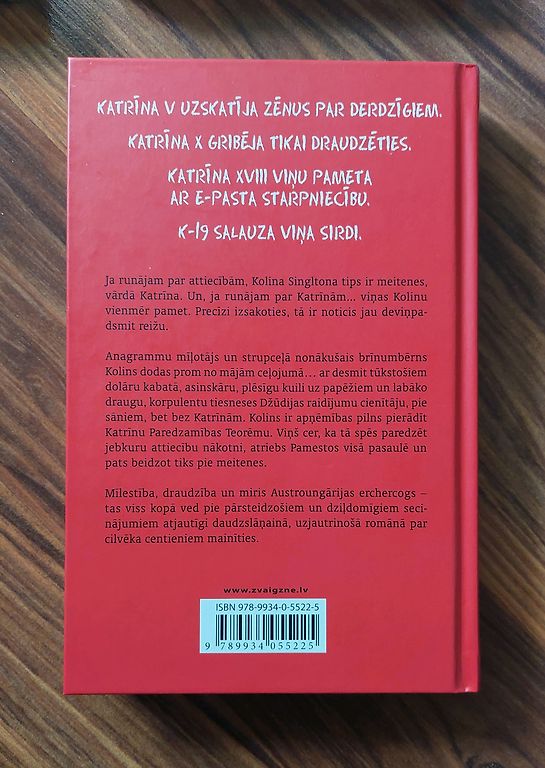 KATRĪNA V UZSKATĪJA ZĒNUS PAR DERDZĪGIEM.
KATRĪNA X GRIBĒJA TIKAI DRAUDZĒTIES.
KATRĪNA XVIII VIŅU PAMETA
AR E-PASTA STARPNIECĪBU.
K-19 SALAUZA VIŅA SIRDI.
Ja runājam par attiecībām, Kolina Singltona tips ir meitenes,
vārdā Katrīna. Un, ja runājam par Katrīnām... viņas Kolinu
vienmēr pamet. Precīzi izsakoties, tā ir noticis jau deviņpa-
dsmit reižu.
Anagrammu mīļotājs un strupceļā nonākušais brīnumbērns
Kolins dodas prom no mājām ceļojumā... ar desmit tūkstošiem
dolāru kabatā, asinskāru, plēsīgu kuili uz papēžiem un labāko
draugu, korpulentu tiesneses Džūdijas raidījumu cienītāju, pie
sāniem, bet bez Katrīnām. Kolins ir apņēmības pilns pierādīt
Katrīnu Paredzamības Teorēmu. Viņš cer, ka tā spēs paredzēt
jebkuru attiecību nākotni, atriebs Pamestos visā pasaulē un
pats beidzot tiks pie meitenes.
Mīlestība, draudzība un miris Austroungārijas erchercogs –
tas viss kopā ved pie pārsteidzošiem un dziļdomīgiem seci-
nājumiem atjautīgi daudzslāņainā, uzjautrinošā romānā par
cilvēka centieniem mainīties.
www.zvaigzne.lv
ISBN 978-9934-0-5522-5
9 789934 055225